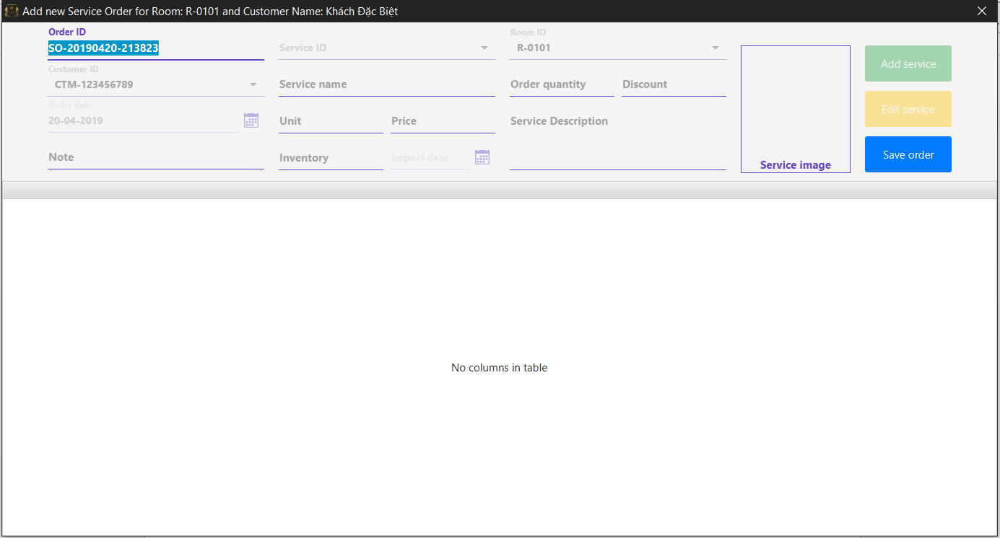 Add new Service Order for Room: R-0101 and Customer Name: Khách Đặc Biệt
Order ID
SO-20190420-213823
Service ID
Room ID
R-0101
Customer ID
CTM-123456789
Service name
Order quantity
Discount
Order date
20-04-2019
Unit
Price
Service Description
Note
Inventory
Import date
Service image
Add service
Edit service
Save order
No columns in table